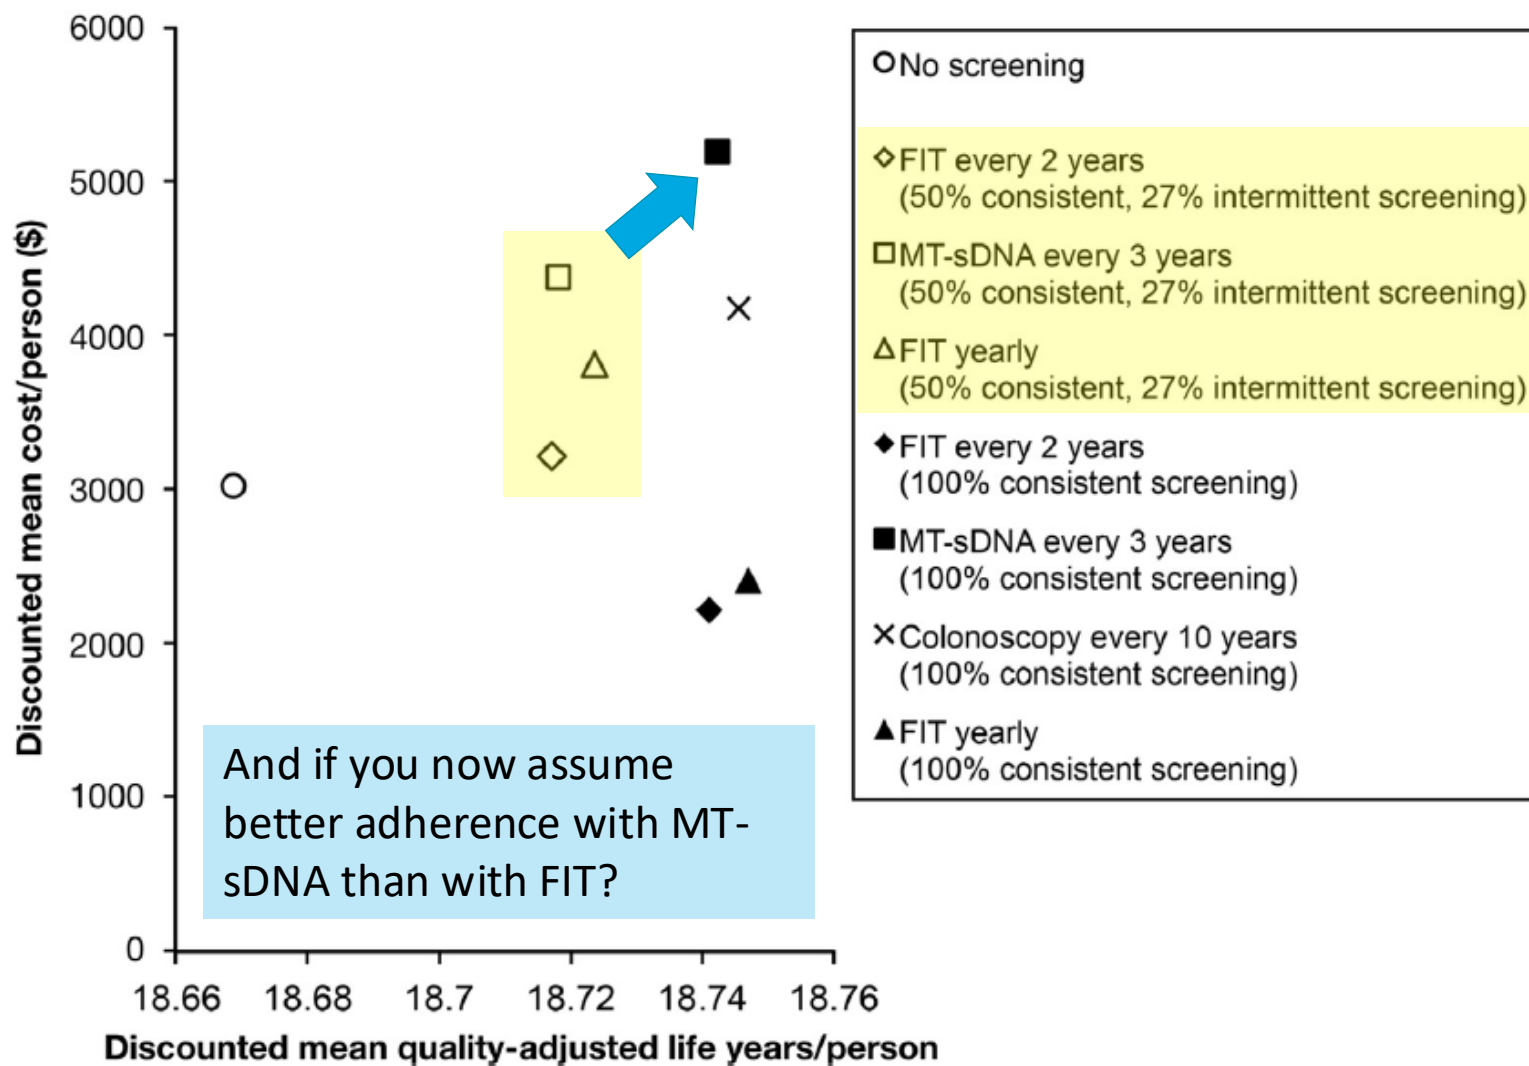 6000
5000
4000
3000
2000
1000
0
Discounted mean cost/person ($)
18.66 18.68 18.7 18.72 18.74 18.76
Discounted mean quality-adjusted life years/person
And if you now assume
better adherence with MT-
sDNA than with FIT?
No screening
FIT every 2 years
(50% consistent, 27% intermittent screening)
MT-sDNA every 3 years
(50% consistent, 27% intermittent screening)
FIT yearly
(50% consistent, 27% intermittent screening)
FIT every 2 years
(100% consistent screening)
MT-sDNA every 3 years
(100% consistent screening)
Colonoscopy every 10 years
(100% consistent screening)
FIT yearly
(100% consistent screening)